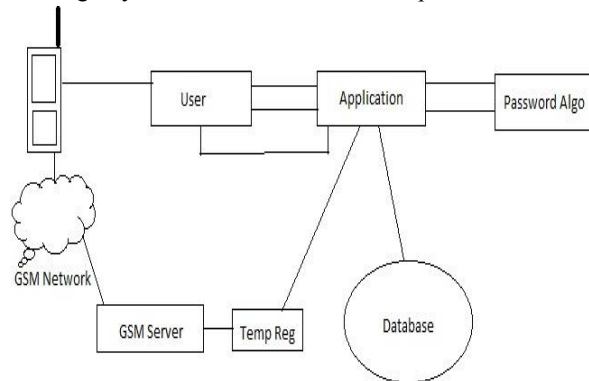 User
Application
Password Algo
GSM Network
GSM Server
Temp Reg
Database